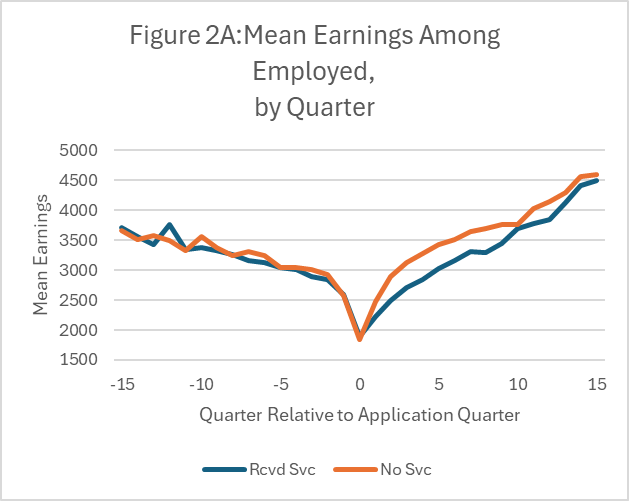 Figure 2A:Mean Earnings Among
Employed,
by Quarter
Mean Earnings
5000
4500
4000
3500
3000
2500
2000
1500
-15 -10 -5 0 5 10 15
Quarter Relative to Application Quarter
Rcvd Svc No Svc